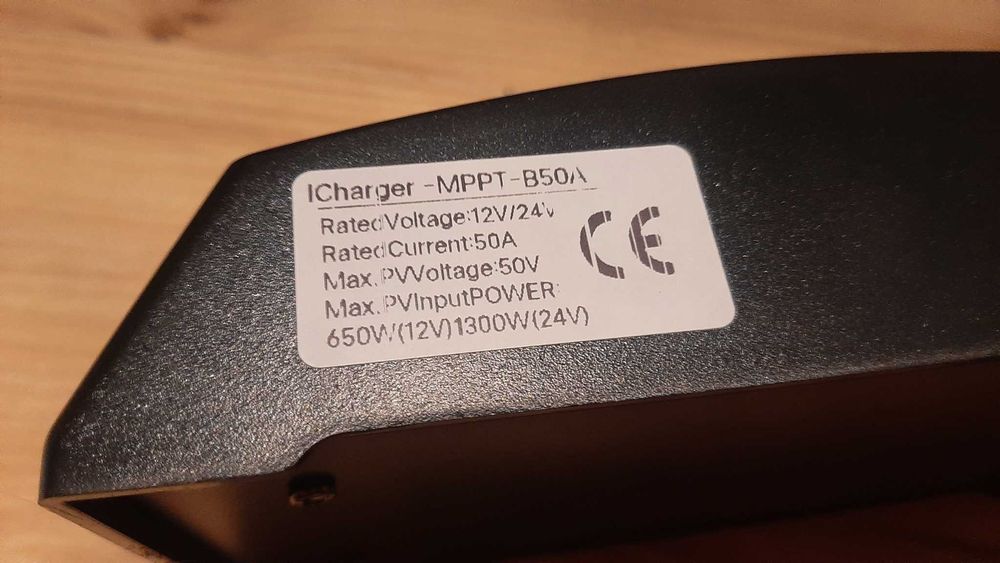 ICharger -MPPT-B50A
RatedVoltage:12V/24V
RatedCurrent:50A
Max.PVVoltage:50V
Max.PVInputPOWER:
650W(12V)1300W(24V)
CE